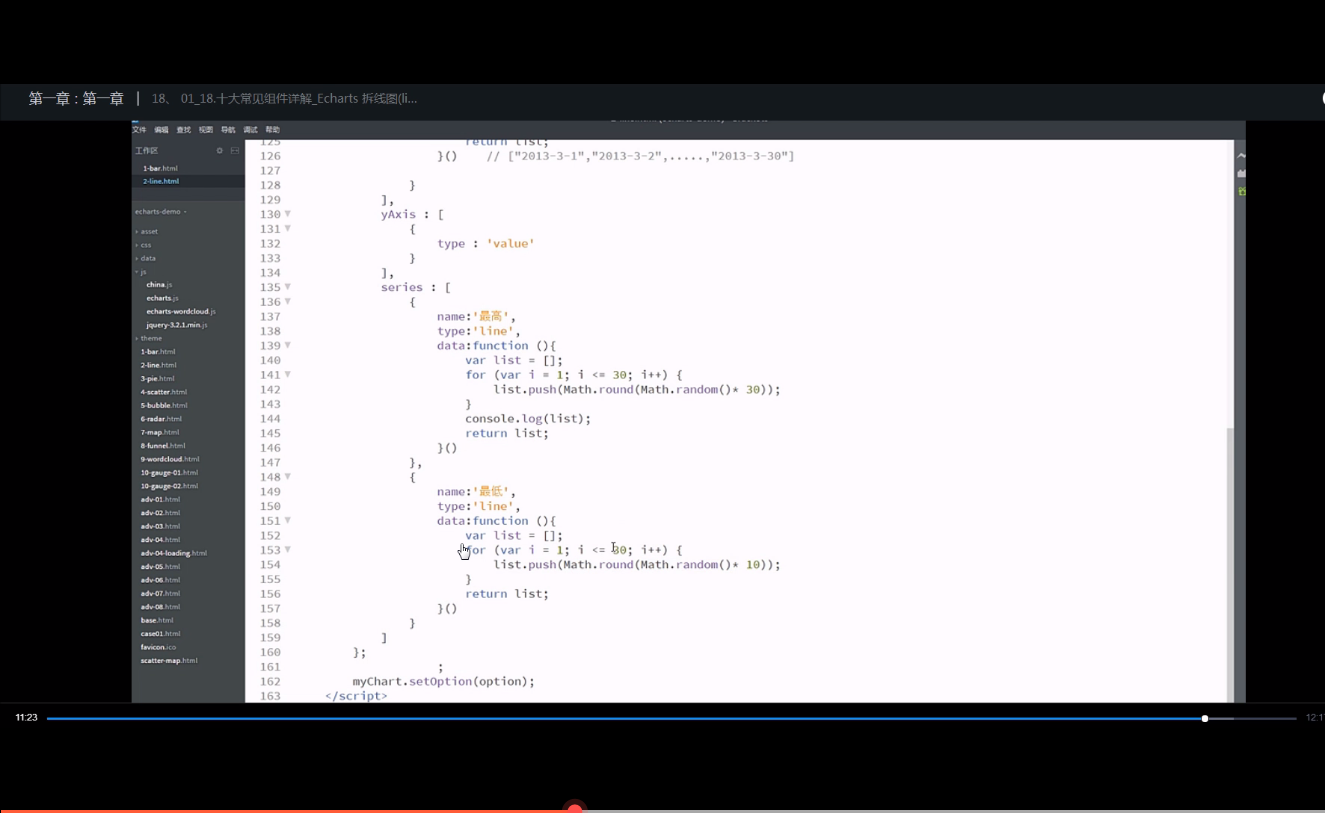 第一章：第一章 | 18、 01_18.十大常见组件详解_Echarts 拆线图(li...
文件 编辑 查找 视图 导航 调试 帮助
工作区
1-bar.html
2-line.html
echarts-demo
asset
css
data
js
china.js
echarts.js
echarts-wordcloud.js
jquery-3.2.1.min.js
theme
1-bar.html
2-line.html
3-pie.html
4-scatter.html
5-bubble.html
6-radar.html
7-map.html
8-funnel.html
9-wordcloud.html
10-gauge-01.html
10-gauge-02.html
adv-01.html
adv-02.html
adv-03.html
adv-04.html
adv-04-loading.html
adv-05.html
adv-06.html
adv-07.html
adv-08.html
base.html
case01.html
favicon.ico
scatter-map.html
125 return list;
126 }() // ["2013-3-1","2013-3-2",.....,"2013-3-30"]
127
128 }
129 ],
130 yAxis : [
131 {
132 type : 'value'
133 }
134 ],
135 series : [
136 {
137 name:'最高',
138 type:'line',
139 data:function (){
140 var list = [];
141 for (var i = 1; i <= 30; i++) {
142 list.push(Math.round(Math.random()* 30));
143 }
144 console.log(list);
145 return list;
146 }()
147 },
148 {
149 name:'最低',
150 type:'line',
151 data:function (){
152 var list = [];
153 for (var i = 1; i <= 30; i++) {
154 list.push(Math.round(Math.random()* 10));
155 }
156 return list;
157 }()
158 }
159 ]
160 };
161 ;
162 myChart.setOption(option);
163 </script>
11:23